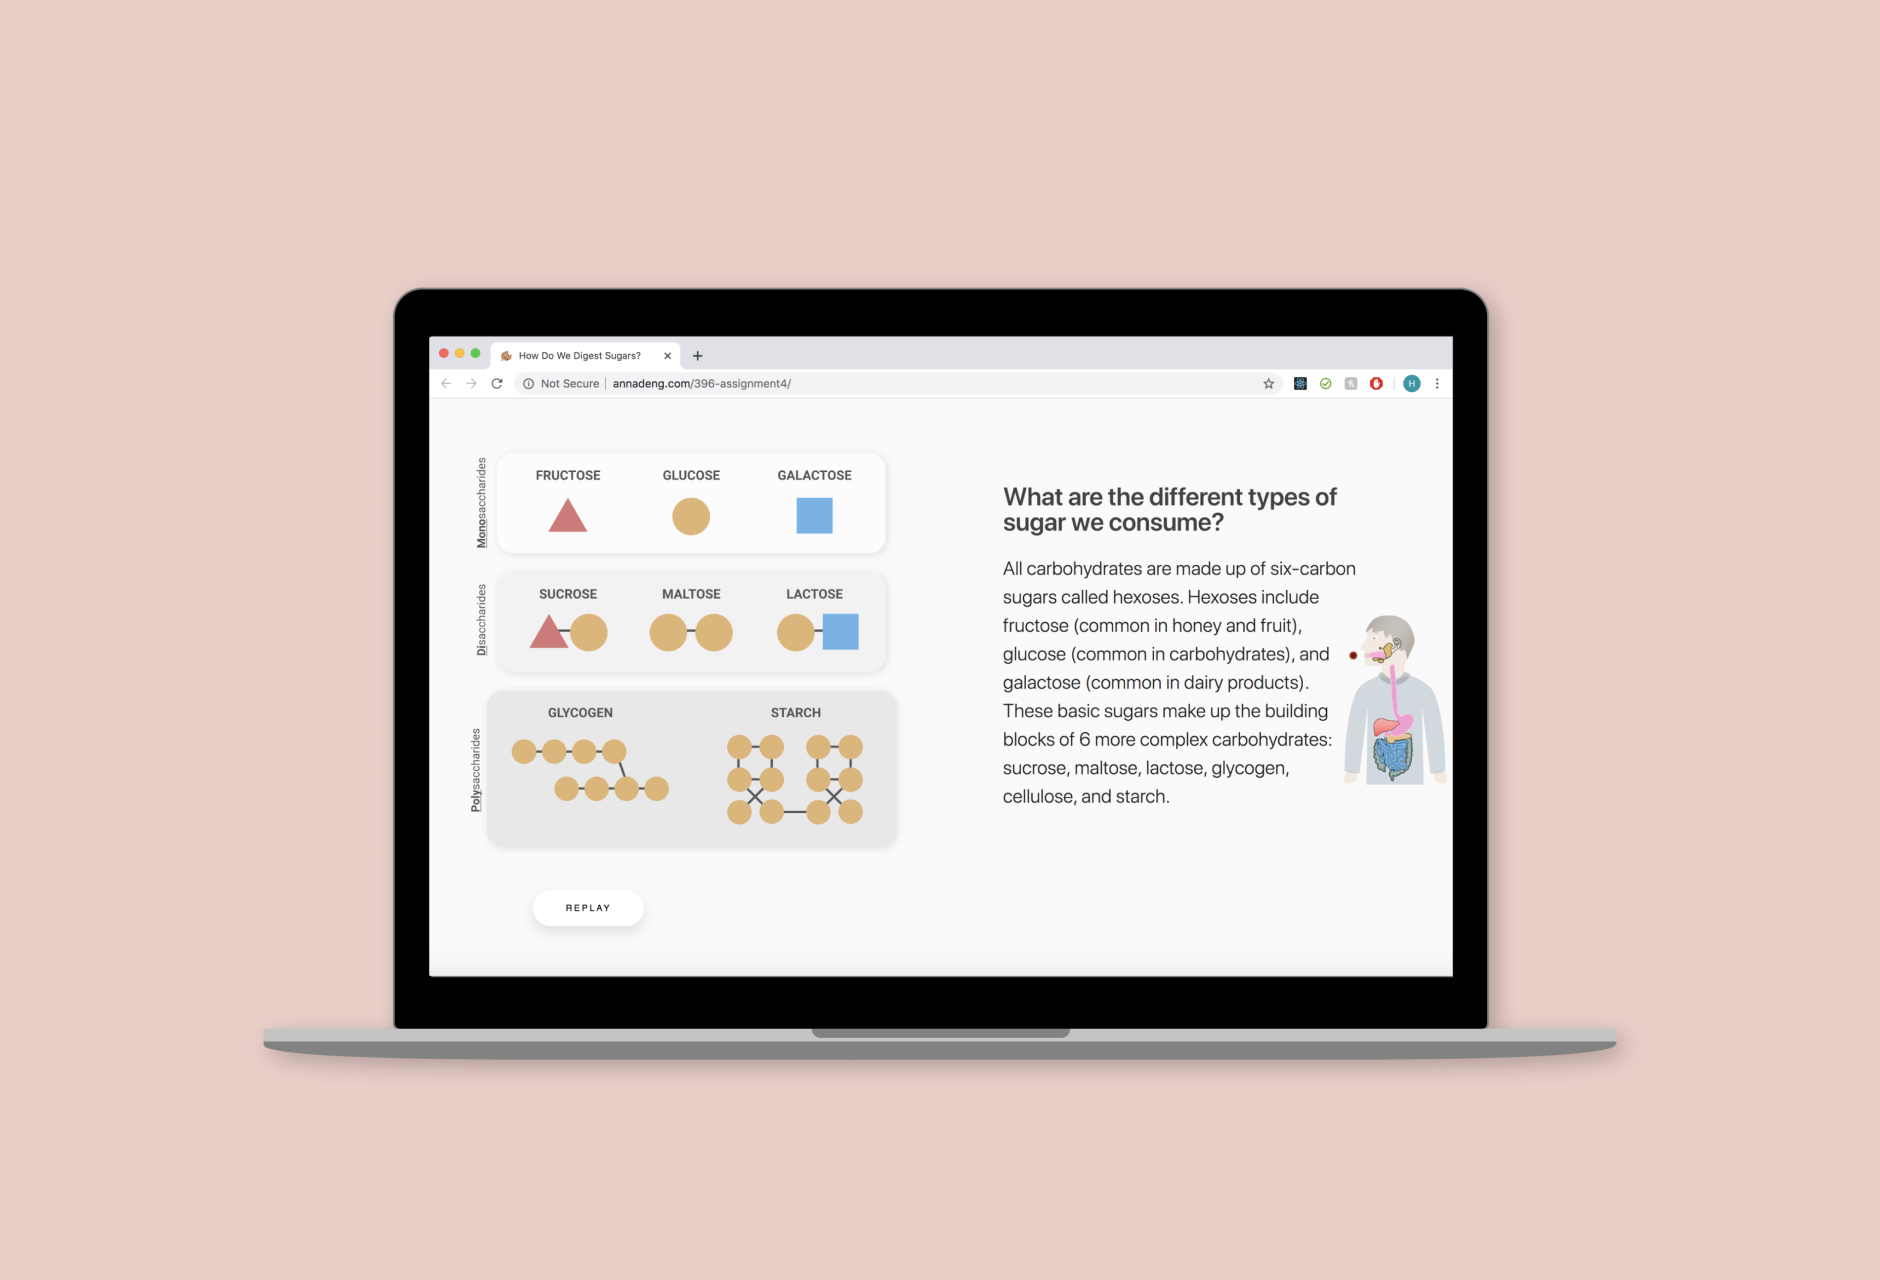 How Do We Digest Sugars?
Not Secure
annadeng.com/396-assignment4/
H
Monosaccharides
FRUCTOSE
GLUCOSE
GALACTOSE
Disaccharides
SUCROSE
MALTOSE
LACTOSE
Polysaccharides
GLYCOGEN
STARCH
REPLAY
What are the different types of
sugar we consume?
All carbohydrates are made up of six-carbon
sugars called hexoses. Hexoses include
fructose (common in honey and fruit),
glucose (common in carbohydrates), and
galactose (common in dairy products).
These basic sugars make up the building
blocks of 6 more complex carbohydrates:
sucrose, maltose, lactose, glycogen,
cellulose, and starch.